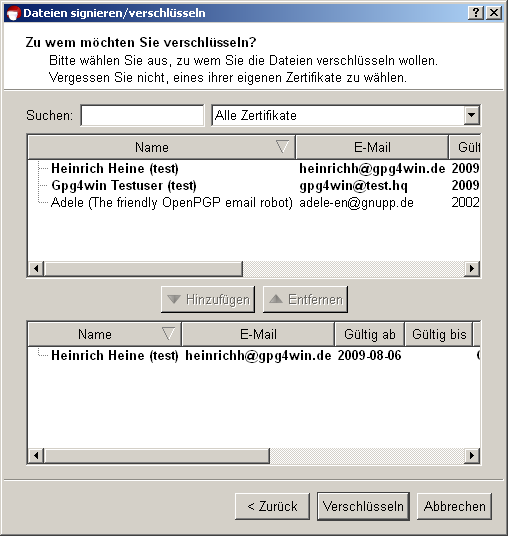 Dateien signieren/verschlüsseln
Zu wem möchten Sie verschlüsseln?
Bitte wählen Sie aus, zu wem Sie die Dateien verschlüsseln wollen.
Vergessen Sie nicht, eines ihrer eigenen Zertifikate zu wählen.
Suchen: Alle Zertifikate
Name E-Mail Gült
Heinrich Heine (test) heinrichh@gpg4win.de 2009
Gpg4win Testuser (test) gpg4win@test.hq 2009
Adele (The friendly OpenPGP email robot) adele-en@gnupp.de 2002
Hinzufügen Entfernen
Name E-Mail Gültig ab Gültig bis
Heinrich Heine (test) heinrichh@gpg4win.de 2009-08-06
< Zurück Verschlüsseln Abbrechen